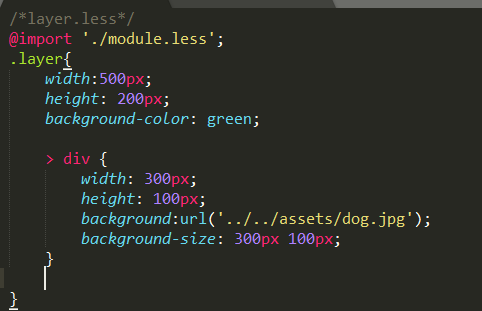 /*layer.less*/
@import './module.less';
.layer{
    width:500px;
    height: 200px;
    background-color: green;

    > div {
        width: 300px;
        height: 100px;
        background:url('../../assets/dog.jpg');
        background-size: 300px 100px;
    }

}